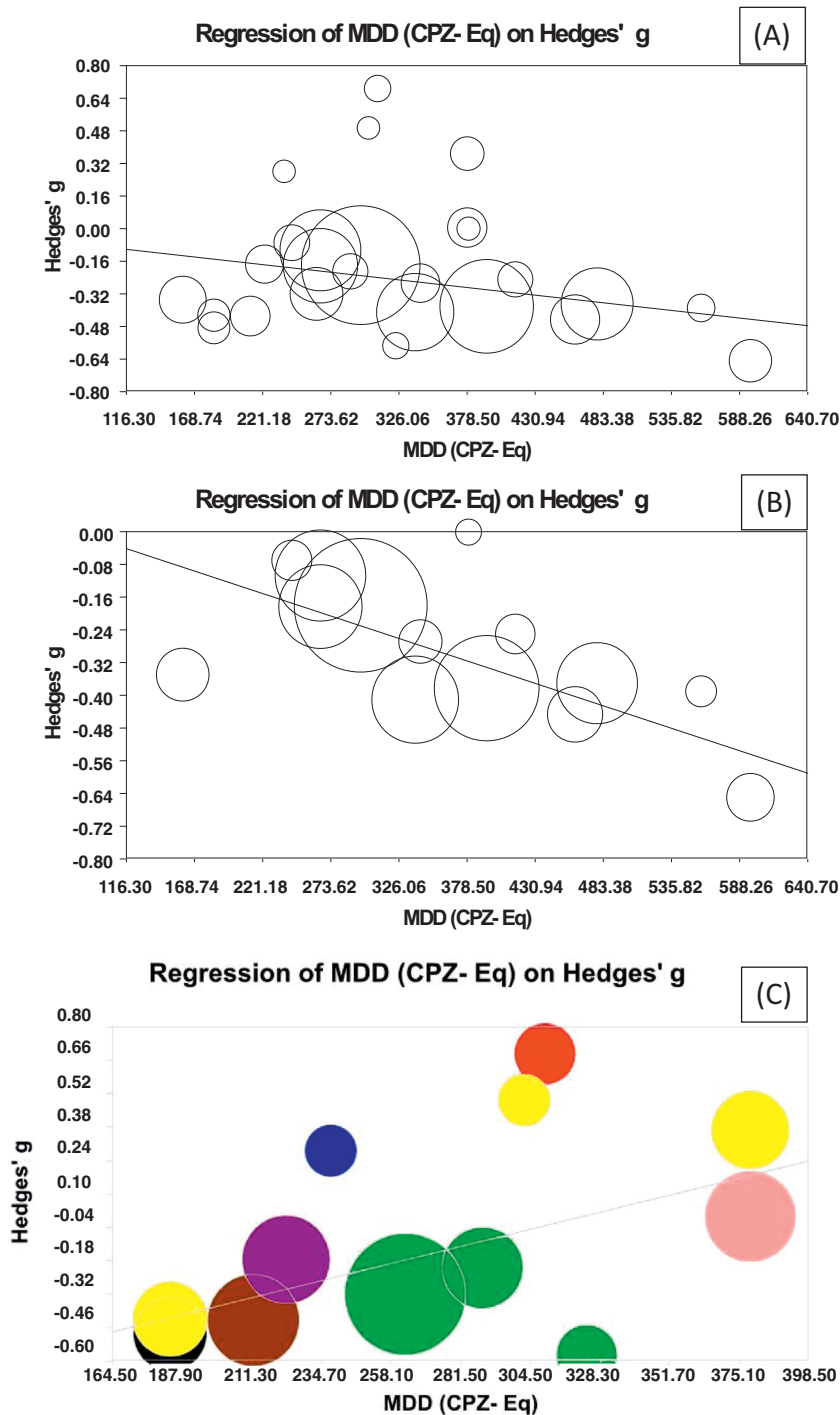 Regression of MDD (CPZ- Eq) on Hedges' g
(A)
0.80
0.64
0.48
0.32
0.16
0.00
-0.16
-0.32
-0.48
-0.64
-0.80
Hedges' g
116.30 168.74 221.18 273.62 326.06 378.50 430.94 483.38 535.82 588.26 640.70
MDD (CPZ- Eq)
Regression of MDD (CPZ- Eq) on Hedges' g
(B)
0.00
-0.08
-0.16
-0.24
-0.32
-0.40
-0.48
-0.56
-0.64
-0.72
-0.80
Hedges' g
116.30 168.74 221.18 273.62 326.06 378.50 430.94 483.38 535.82 588.26 640.70
MDD (CPZ- Eq)
Regression of MDD (CPZ- Eq) on Hedges' g
(C)
0.80
0.66
0.52
0.38
0.24
0.10
-0.04
-0.18
-0.32
-0.46
-0.60
Hedges' g
164.50 187.90 211.30 234.70 258.10 281.50 304.50 328.30 351.70 375.10 398.50
MDD (CPZ- Eq)